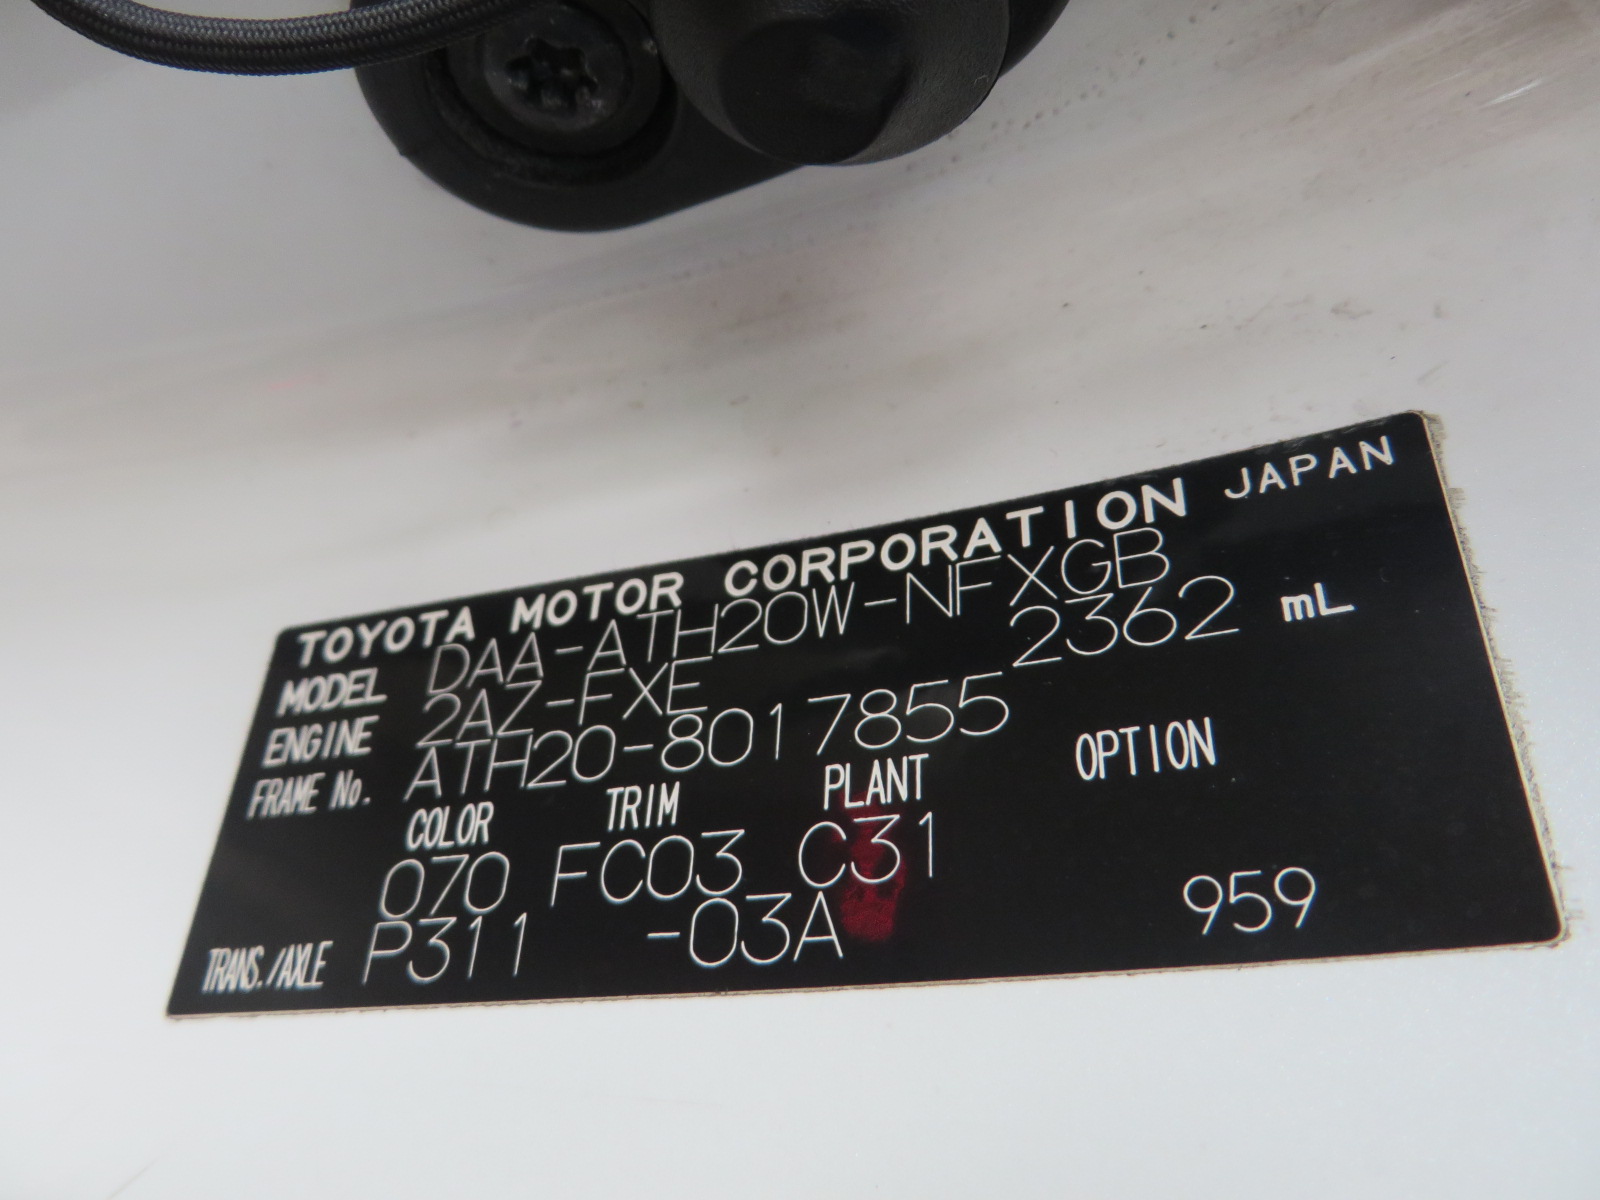 TOYOTA MOTOR CORPORATION JAPAN
MODEL DAA-ATH20W-NFXGB
ENGINE 2AZ-FXE 2362 mL
FRAME No. ATH20-8017855
COLOR TRIM PLANT OPTION
070 FC03 C31
TRANS./AXLE P311 -03A 959